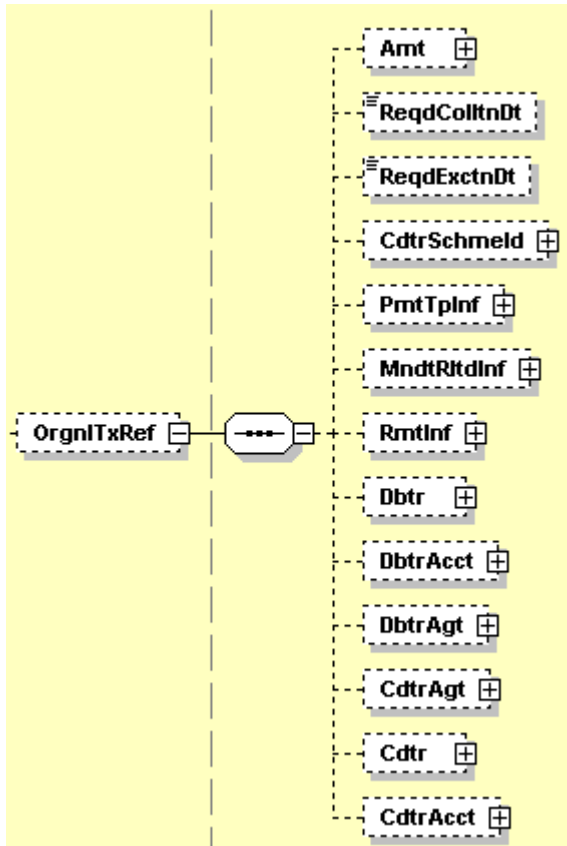 Amt
ReqdColltnDt
ReqdExctnDt
CdtrSchmeId
PmtTpInf
MndtRltdInf
OrgnlTxRef
RmtInf
Dbtr
DbtrAcct
DbtrAgt
CdtrAgt
Cdtr
CdtrAcct